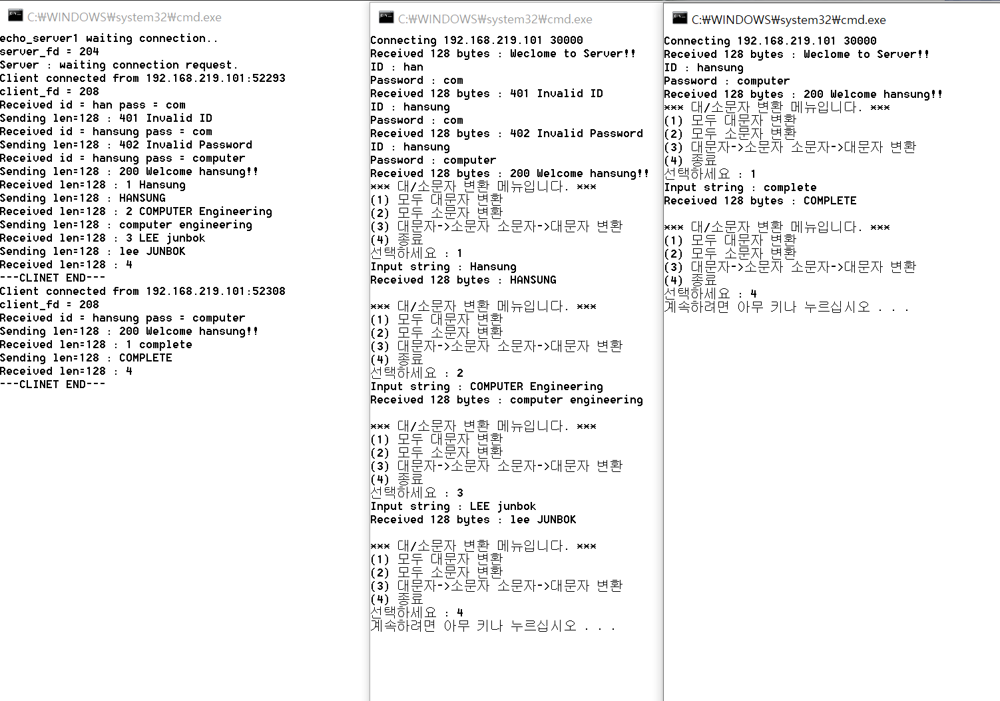 C:₩WINDOWS₩system32₩cmd.exe
echo_server1 waiting connection..
server_fd = 204
Server : waiting connection request.
Client connected from 192.168.219.101:52293
client_fd = 208
Received id = han pass = com
Sending len=128 : 401 Invalid ID
Received id = hansung pass = com
Sending len=128 : 402 Invalid Password
Received id = hansung pass = computer
Sending len=128 : 200 Welcome hansung!!
Received len=128 : 1 Hansung
Sending len=128 : HANSUNG
Received len=128 : 2 COMPUTER Engineering
Sending len=128 : computer engineering
Received len=128 : 3 LEE junbok
Sending len=128 : lee JUNBOK
Received len=128 : 4
---CLINET END---
Client connected from 192.168.219.101:52308
client_fd = 208
Received id = hansung pass = computer
Sending len=128 : 200 Welcome hansung!!
Received len=128 : 1 complete
Sending len=128 : COMPLETE
Received len=128 : 4
---CLINET END---
C:₩WINDOWS₩system32₩cmd.exe
Connecting 192.168.219.101 30000
Received 128 bytes : Weclome to Server!!
ID : han
Password : com
Received 128 bytes : 401 Invalid ID
ID : hansung
Password : com
Received 128 bytes : 402 Invalid Password
ID : hansung
Password : computer
Received 128 bytes : 200 Welcome hansung!!
*** 대/소문자 변환 메뉴입니다. ***
(1) 모두 대문자 변환
(2) 모두 소문자 변환
(3) 대문자->소문자 소문자->대문자 변환
(4) 종료
선택하세요 : 1
Input string : Hansung
Received 128 bytes : HANSUNG
*** 대/소문자 변환 메뉴입니다. ***
(1) 모두 대문자 변환
(2) 모두 소문자 변환
(3) 대문자->소문자 소문자->대문자 변환
(4) 종료
선택하세요 : 2
Input string : COMPUTER Engineering
Received 128 bytes : computer engineering
*** 대/소문자 변환 메뉴입니다. ***
(1) 모두 대문자 변환
(2) 모두 소문자 변환
(3) 대문자->소문자 소문자->대문자 변환
(4) 종료
선택하세요 : 3
Input string : LEE junbok
Received 128 bytes : lee JUNBOK
*** 대/소문자 변환 메뉴입니다. ***
(1) 모두 대문자 변환
(2) 모두 소문자 변환
(3) 대문자->소문자 소문자->대문자 변환
(4) 종료
선택하세요 : 4
계속하려면 아무 키나 누르십시오 . . .
C:₩WINDOWS₩system32₩cmd.exe
Connecting 192.168.219.101 30000
Received 128 bytes : Weclome to Server!!
ID : hansung
Password : computer
Received 128 bytes : 200 Welcome hansung!!
*** 대/소문자 변환 메뉴입니다. ***
(1) 모두 대문자 변환
(2) 모두 소문자 변환
(3) 대문자->소문자 소문자->대문자 변환
(4) 종료
선택하세요 : 1
Input string : complete
Received 128 bytes : COMPLETE
*** 대/소문자 변환 메뉴입니다. ***
(1) 모두 대문자 변환
(2) 모두 소문자 변환
(3) 대문자->소문자 소문자->대문자 변환
(4) 종료
선택하세요 : 4
계속하려면 아무 키나 누르십시오 . . .